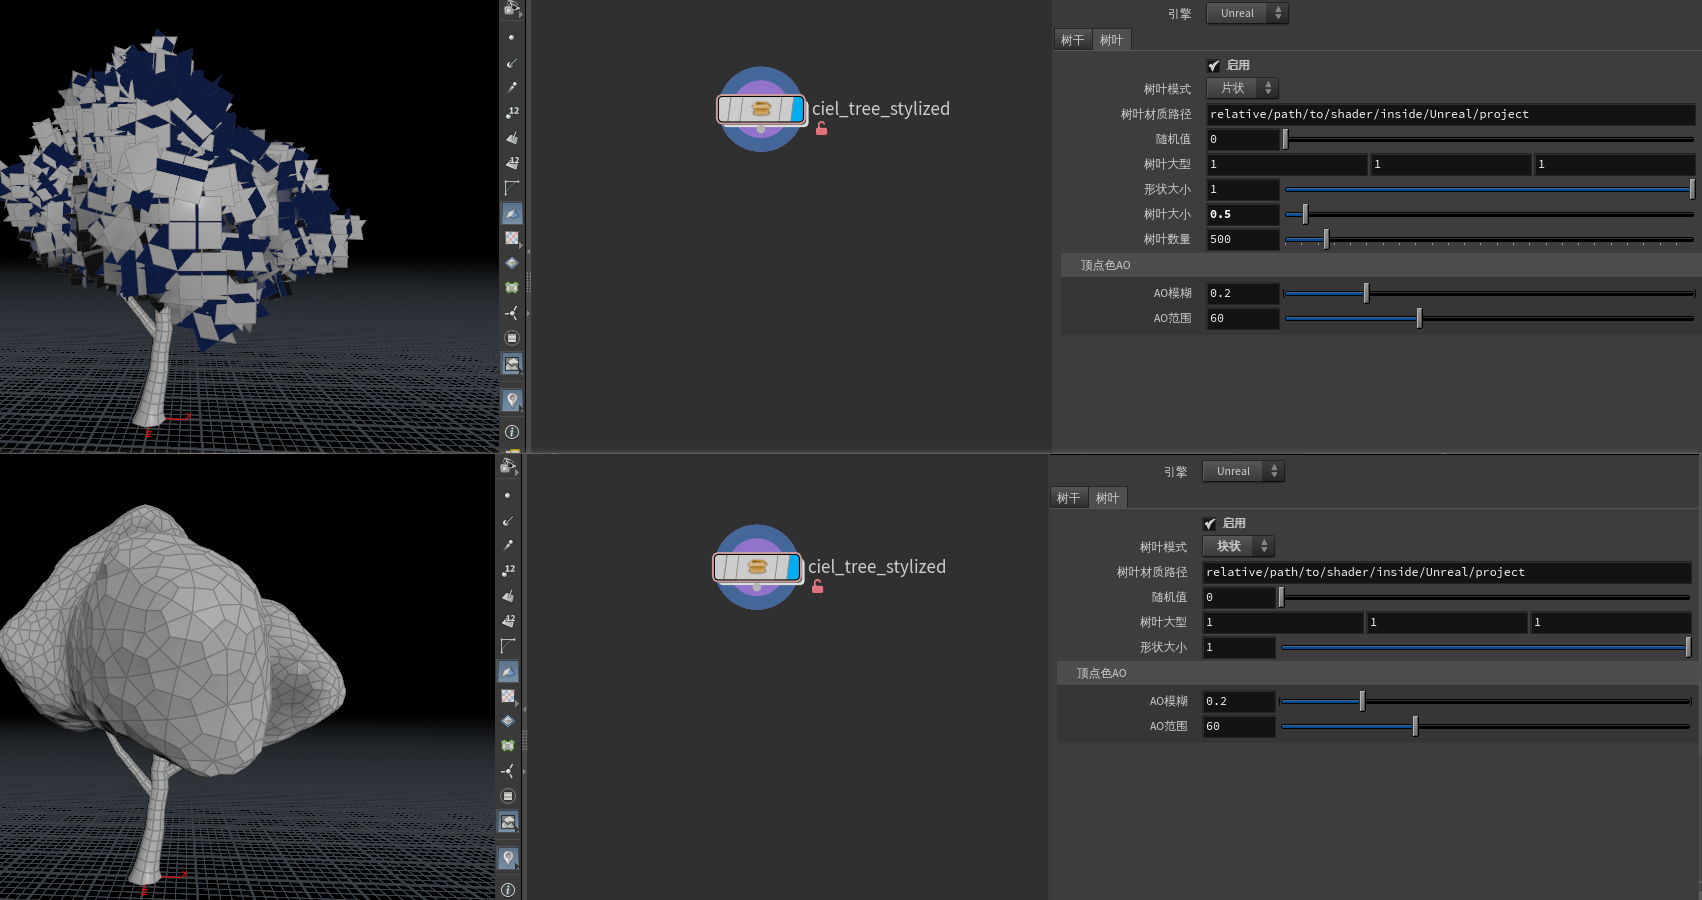 引擎 Unreal
树干 树叶
启用
树叶模式 片状
树叶材质路径 relative/path/to/shader/inside/Unreal/project
随机值 0
树叶大型 1 1 1
形状大小 1
树叶大小 0.5
树叶数量 500
顶点色AO
AO模糊 0.2
AO范围 60
ciel_tree_stylized
12
12
引擎 Unreal
树干 树叶
启用
树叶模式 块状
树叶材质路径 relative/path/to/shader/inside/Unreal/project
随机值 0
树叶大型 1 1 1
形状大小 1
顶点色AO
AO模糊 0.2
AO范围 60
ciel_tree_stylized
12
12